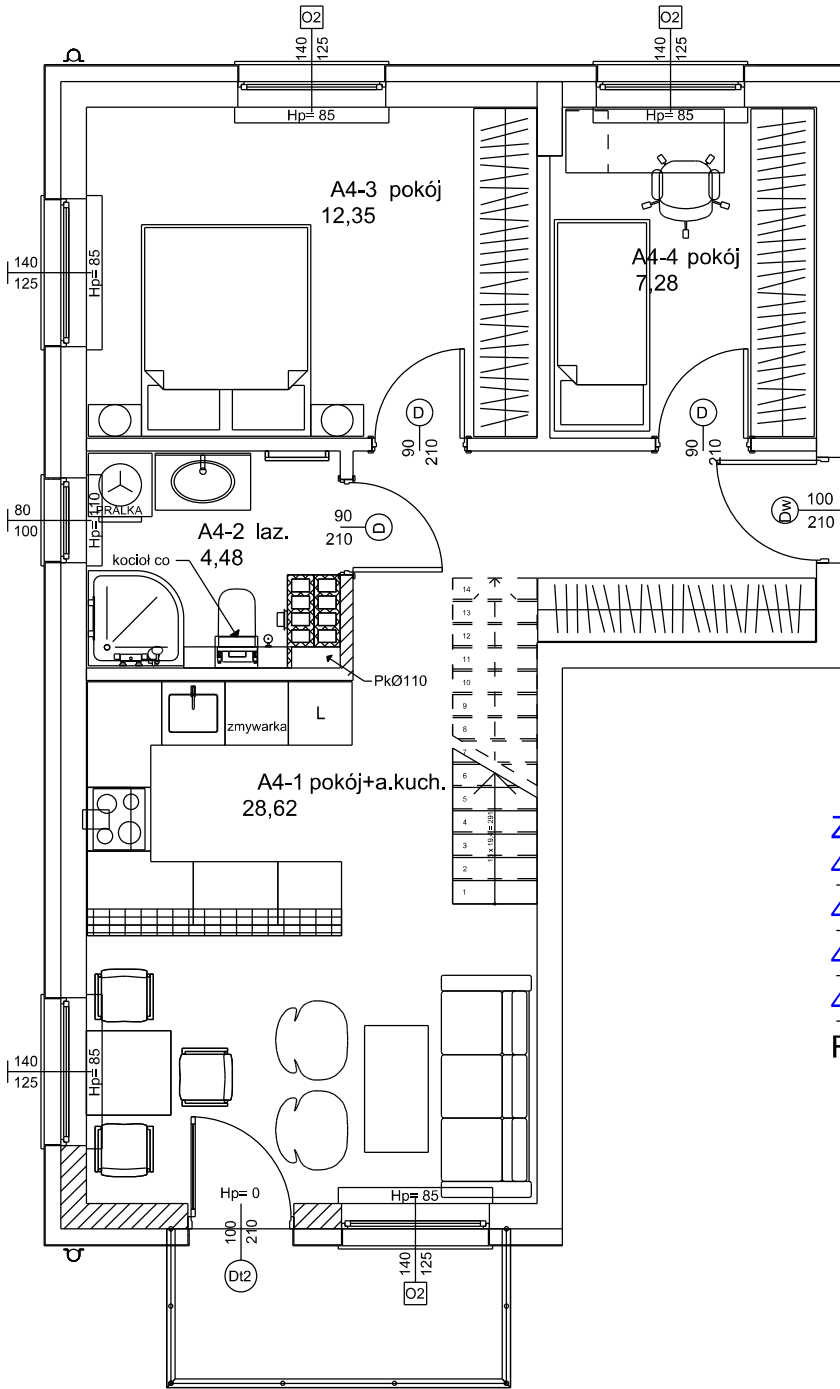 O2
140
125
Hp= 85
O2
140
125
Hp= 85
A4-3 pokój
12,35
A4-4 pokój
7,28
140
125
Hp= 85
D
90
210
D
90
210
PRALKA
80
100
Hp= 110
A4-2 laz.
4,48
kocioł co
90
210
D
Dw
100
210
PkØ110
zmywarka
L
A4-1 pokój+a.kuch.
28,62
14
13
12
11
10
9
8
7
6
5
4
3
2
1
140
125
Hp= 85
Hp= 0
100
210
Dt2
Hp= 85
140
125
O2